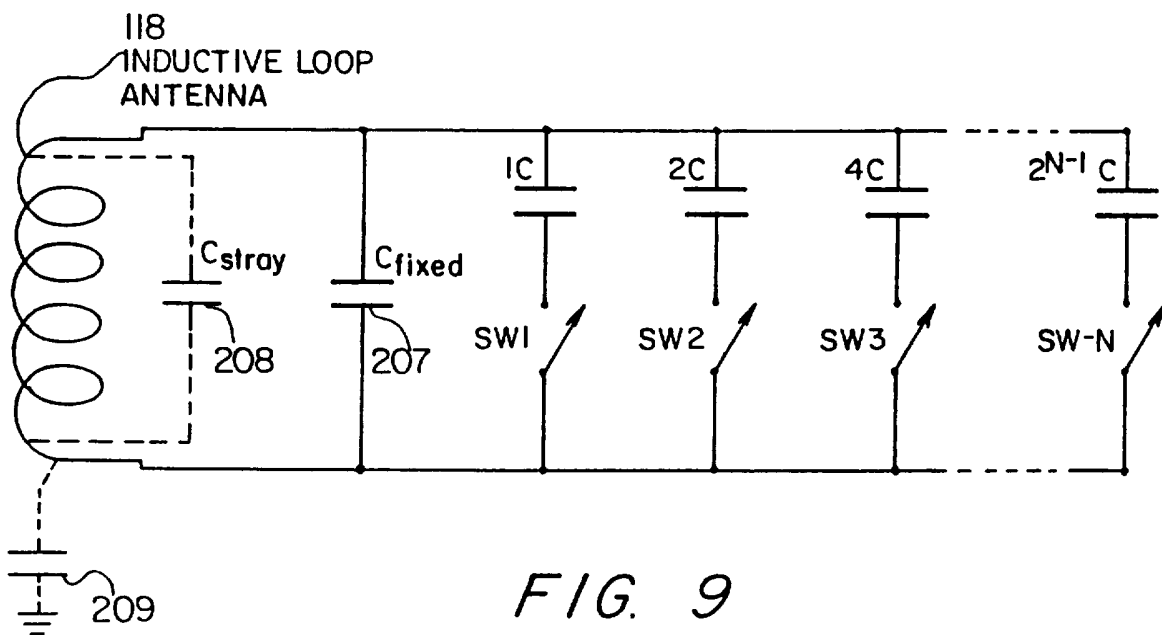 118
INDUCTIVE LOOP
ANTENNA
1C
2C
4C
2^N-1 C
Cstray
Cfixed
208
207
SW1
SW2
SW3
SW-N
209
FIG. 9